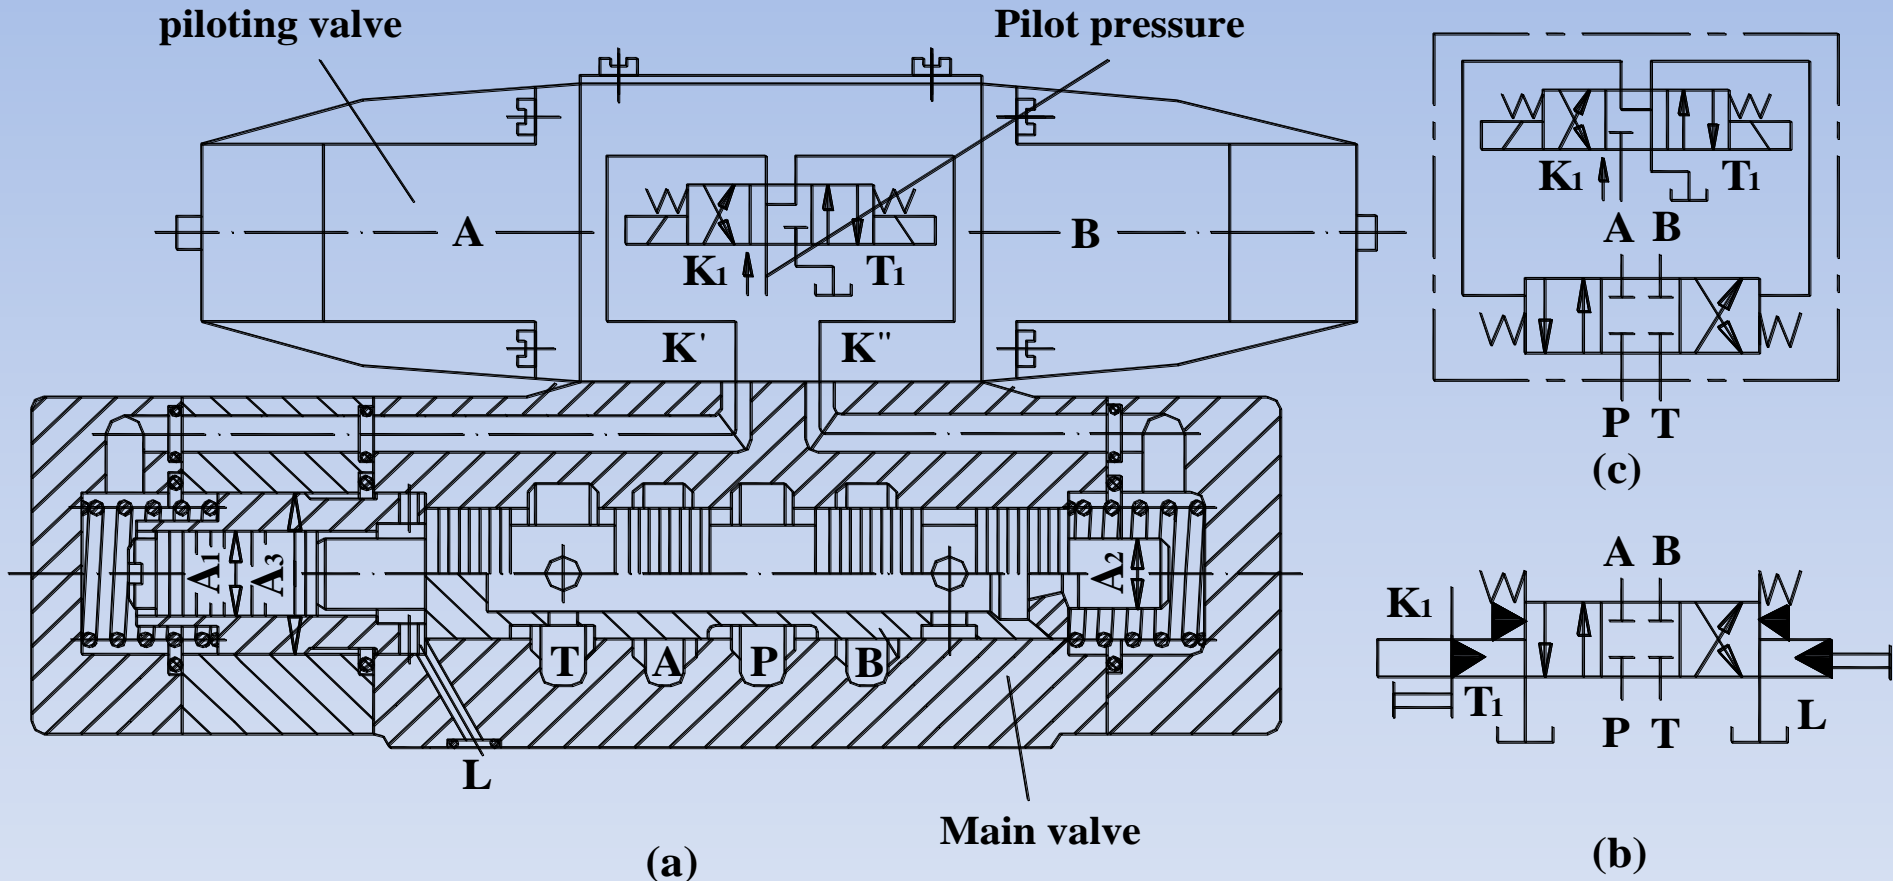 piloting valve
Pilot pressure
A
B
K1
T1
K'
K"
A1
A3
A2
T
A
P
B
L
Main valve
(a)
K1
T1
A B
P T
(c)
A B
K1
T1
P T
L
(b)